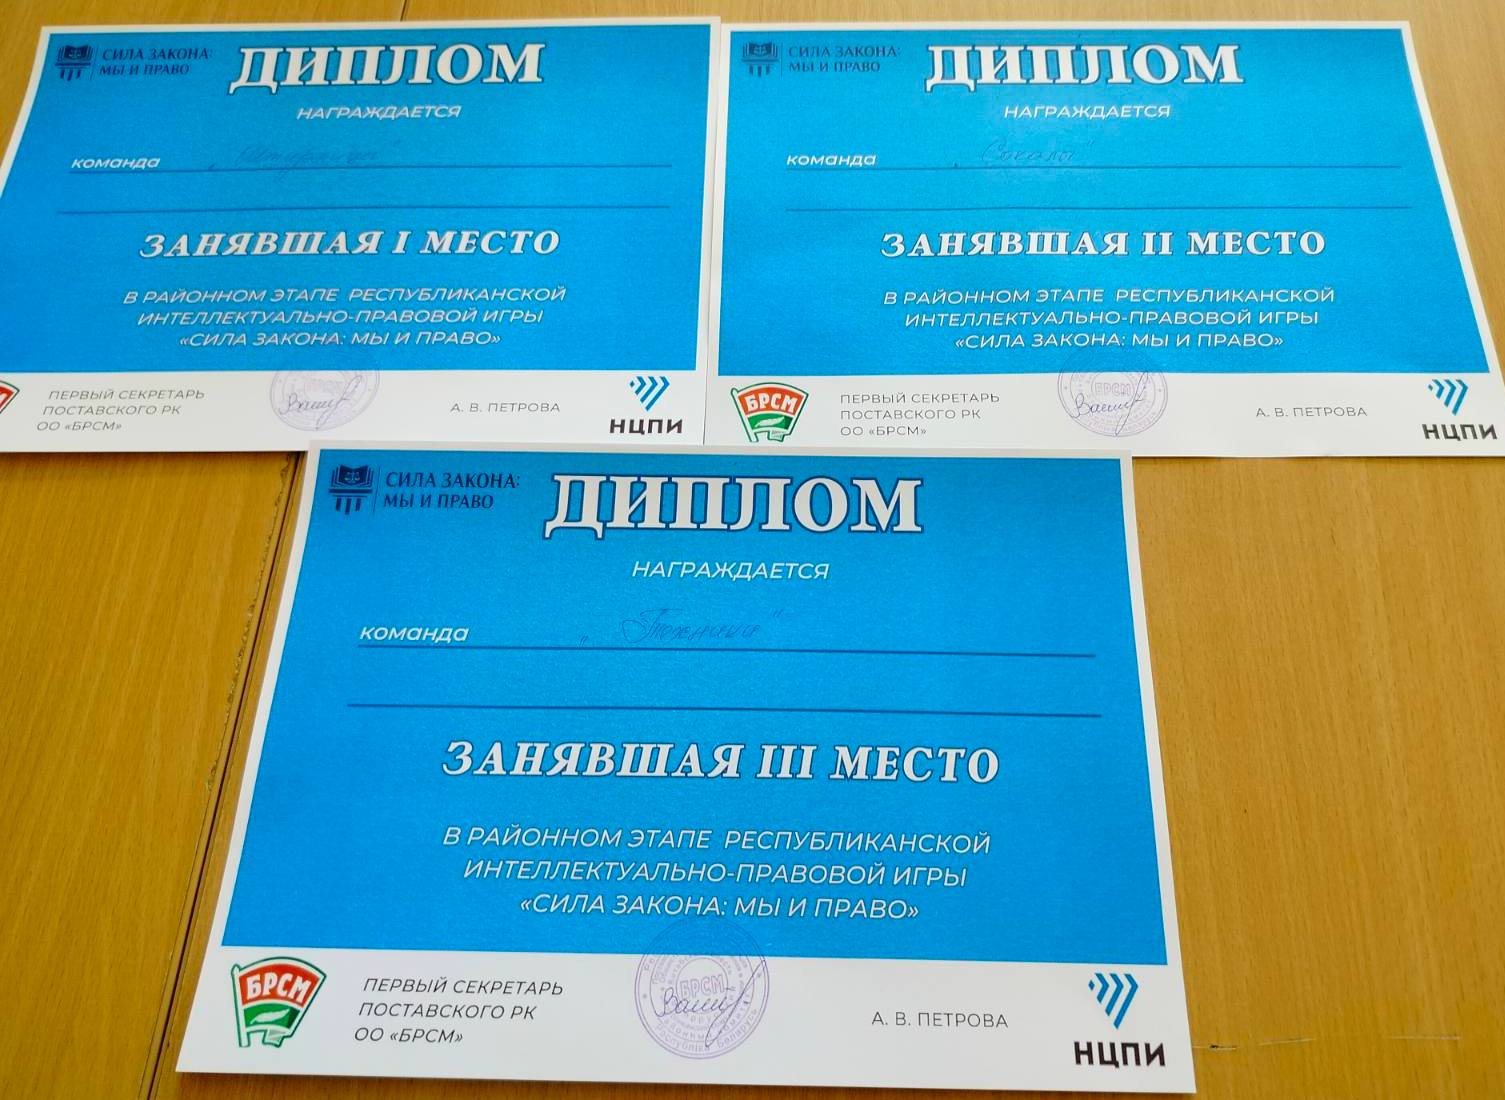 СИЛА ЗАКОНА:
МЫ И ПРАВО
ДИПЛОМ
НАГРАЖДАЕТСЯ
команда
ЗАНЯВШАЯ I МЕСТО
В РАЙОННОМ ЭТАПЕ РЕСПУБЛИКАНСКОЙ
ИНТЕЛЛЕКТУАЛЬНО-ПРАВОВОЙ ИГРЫ
«СИЛА ЗАКОНА: МЫ И ПРАВО»
ПЕРВЫЙ СЕКРЕТАРЬ
ПОСТАВСКОГО РК
ОО «БРСМ»
БРСМ
А. В. ПЕТРОВА
НЦПИ
СИЛА ЗАКОНА:
МЫ И ПРАВО
ДИПЛОМ
НАГРАЖДАЕТСЯ
команда „Соколы"
ЗАНЯВШАЯ II МЕСТО
В РАЙОННОМ ЭТАПЕ РЕСПУБЛИКАНСКОЙ
ИНТЕЛЛЕКТУАЛЬНО-ПРАВОВОЙ ИГРЫ
«СИЛА ЗАКОНА: МЫ И ПРАВО»
БРСМ
ПЕРВЫЙ СЕКРЕТАРЬ
ПОСТАВСКОГО РК
ОО «БРСМ»
БРСМ
А. В. ПЕТРОВА
НЦПИ
СИЛА ЗАКОНА:
МЫ И ПРАВО
ДИПЛОМ
НАГРАЖДАЕТСЯ
команда
ЗАНЯВШАЯ III МЕСТО
В РАЙОННОМ ЭТАПЕ РЕСПУБЛИКАНСКОЙ
ИНТЕЛЛЕКТУАЛЬНО-ПРАВОВОЙ ИГРЫ
«СИЛА ЗАКОНА: МЫ И ПРАВО»
БРСМ
ПЕРВЫЙ СЕКРЕТАРЬ
ПОСТАВСКОГО РК
ОО «БРСМ»
БРСМ
А. В. ПЕТРОВА
НЦПИ